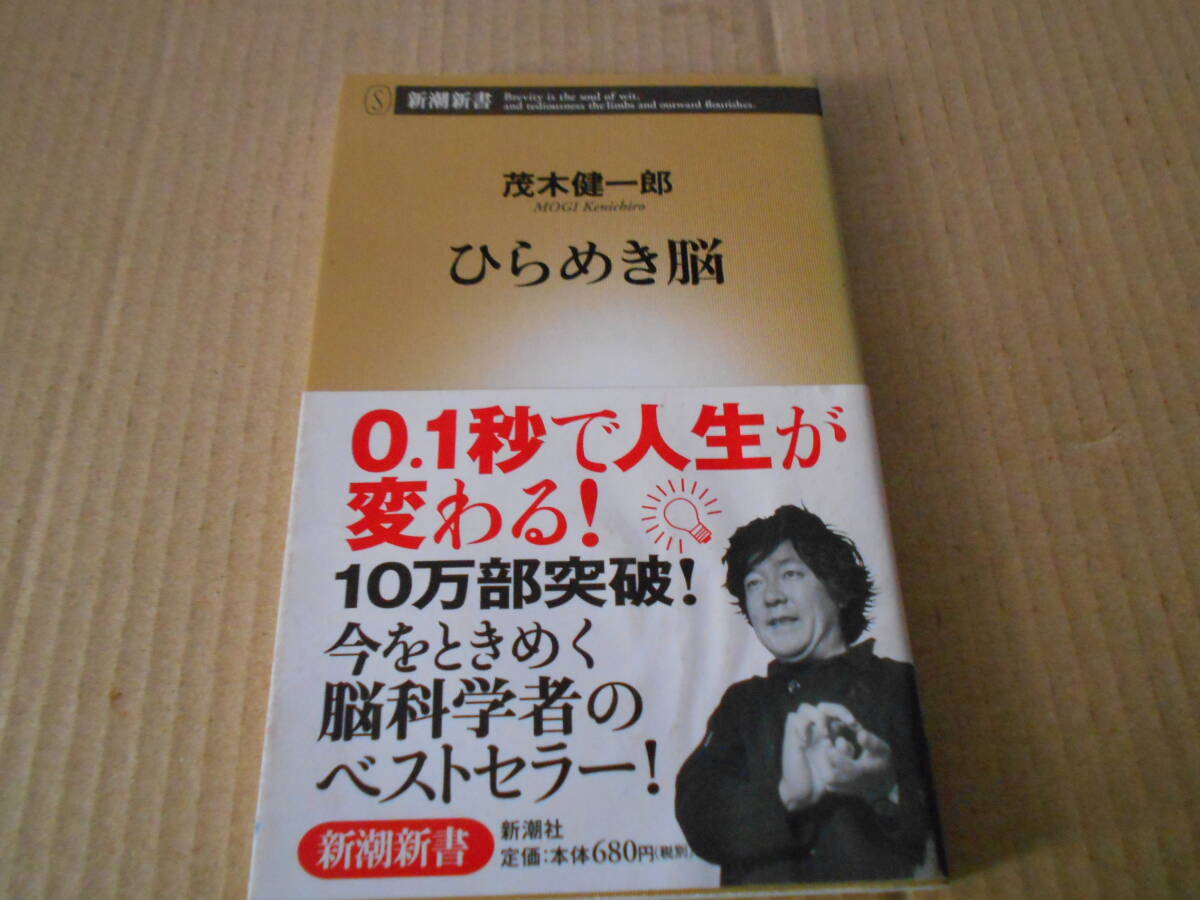 S 新潮新書
Brevity is the soul of wit,
and tediousness the limbs and outward flourishes.
茂木健一郎
MOGI Kenichiro
ひらめき脳
0.1秒で人生が
変わる!
10万部突破!
今をときめく
脳科学者の
ベストセラー!
新潮新書
新潮社
定価:本体680円(税別)